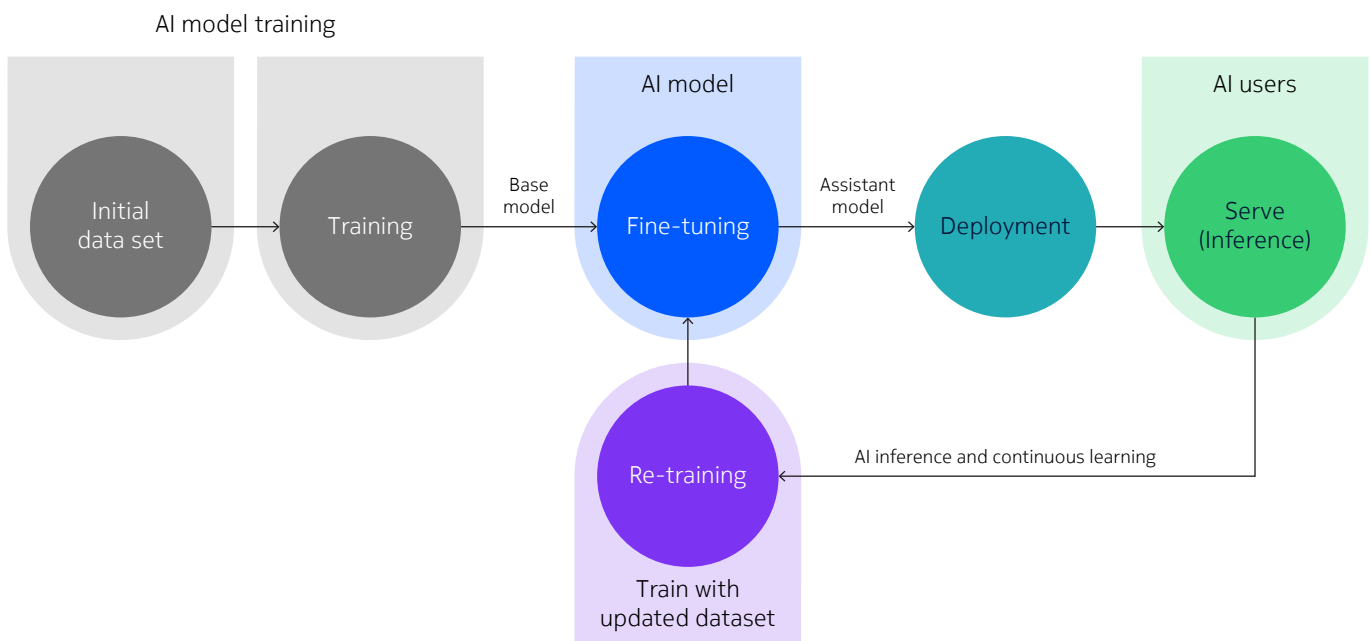 AI model training
AI model
AI users
Initial
data set
Training
Base
model
Fine-tuning
Assistant
model
Deployment
Serve
(Inference)
AI inference and continuous learning
Re-training
Train with
updated dataset